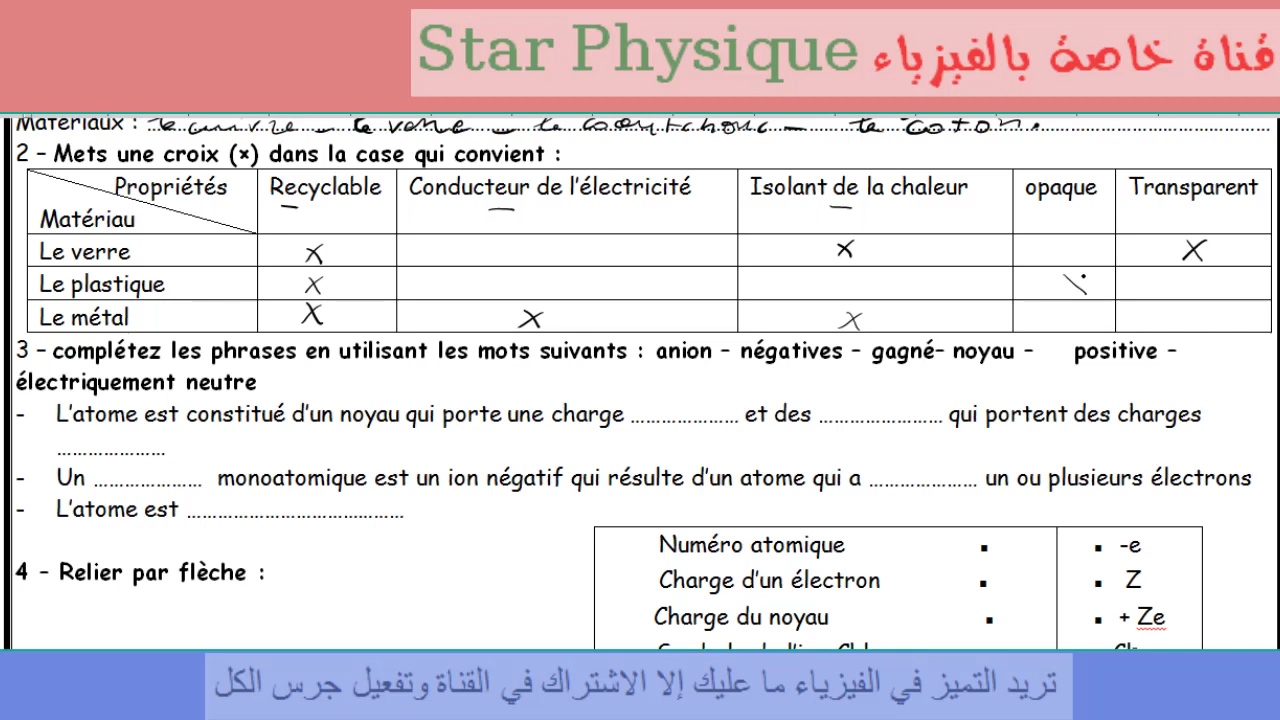 Star Physique قناة خاصة بالفيزياء
Matériaux : le cuivre – le verre – le caoutchouc – le coton.
2 – Mets une croix (×) dans la case qui convient :
Propriétés
Matériau
Recyclable Conducteur de l'électricité Isolant de la chaleur opaque Transparent
Le verre x x x
Le plastique x
Le métal x x x
3 – complétez les phrases en utilisant les mots suivants : anion – négatives – gagné– noyau – positive –
électriquement neutre
- L'atome est constitué d'un noyau qui porte une charge ………………… et des …………………… qui portent des charges
…………………
- Un ………………… monoatomique est un ion négatif qui résulte d'un atome qui a ………………… un ou plusieurs électrons
- L'atome est ……………………………………
4 – Relier par flèche :
Numéro atomique ▪ ▪ -e
Charge d'un électron ▪ ▪ Z
Charge du noyau ▪ ▪ + Ze
تريد التميز في الفيزياء ما عليك إلا الاشتراك في القناة وتفعيل جرس الكل